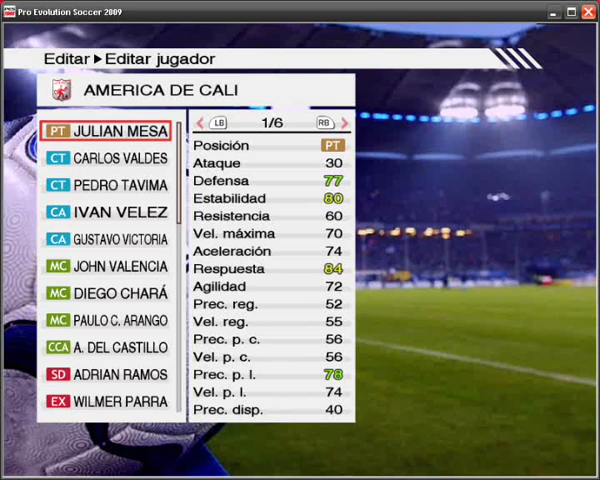 Pro Evolution Soccer 2009
Editar ▶ Editar jugador
AMERICA DE CALI
PT JULIAN MESA
CT CARLOS VALDES
CT PEDRO TAVIMA
CA IVAN VELEZ
CA GUSTAVO VICTORIA
MC JOHN VALENCIA
MC DIEGO CHARÁ
MC PAULO C. ARANGO
CCA A. DEL CASTILLO
SD ADRIAN RAMOS
EX WILMER PARRA
LB 1/6 RB
Posición PT
Ataque 30
Defensa 77
Estabilidad 80
Resistencia 60
Vel. máxima 70
Aceleración 74
Respuesta 84
Agilidad 72
Prec. reg. 52
Vel. reg. 55
Prec. p. c. 56
Vel. p. c. 56
Prec. p. l. 78
Vel. p. l. 74
Prec. disp. 40